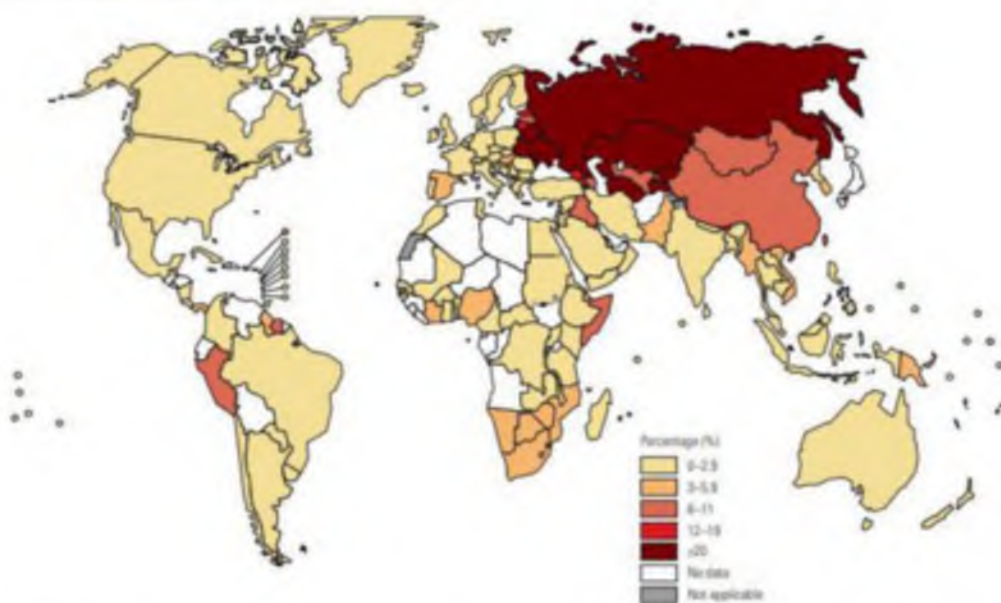 Percentage (%)
0–2.9
3–5.9
6–11
12–19
≥20
No data
Not applicable